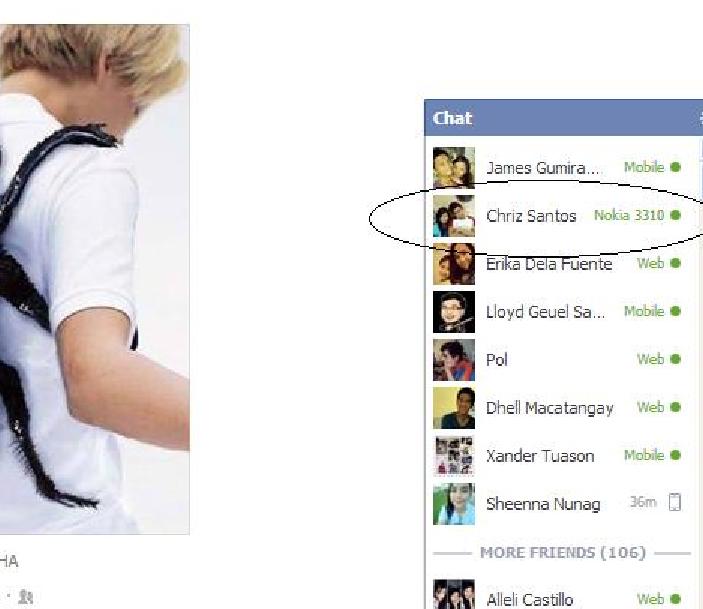 Chat
James Gumira... Mobile
Chriz Santos Nokia 3310
Erika Dela Fuente Web
Lloyd Geuel Sa... Mobile
Pol Web
Dhell Macatangay Web
Xander Tuason Mobile
Sheenna Nunag 36m
MORE FRIENDS (106)
Alleli Castillo Web
HA